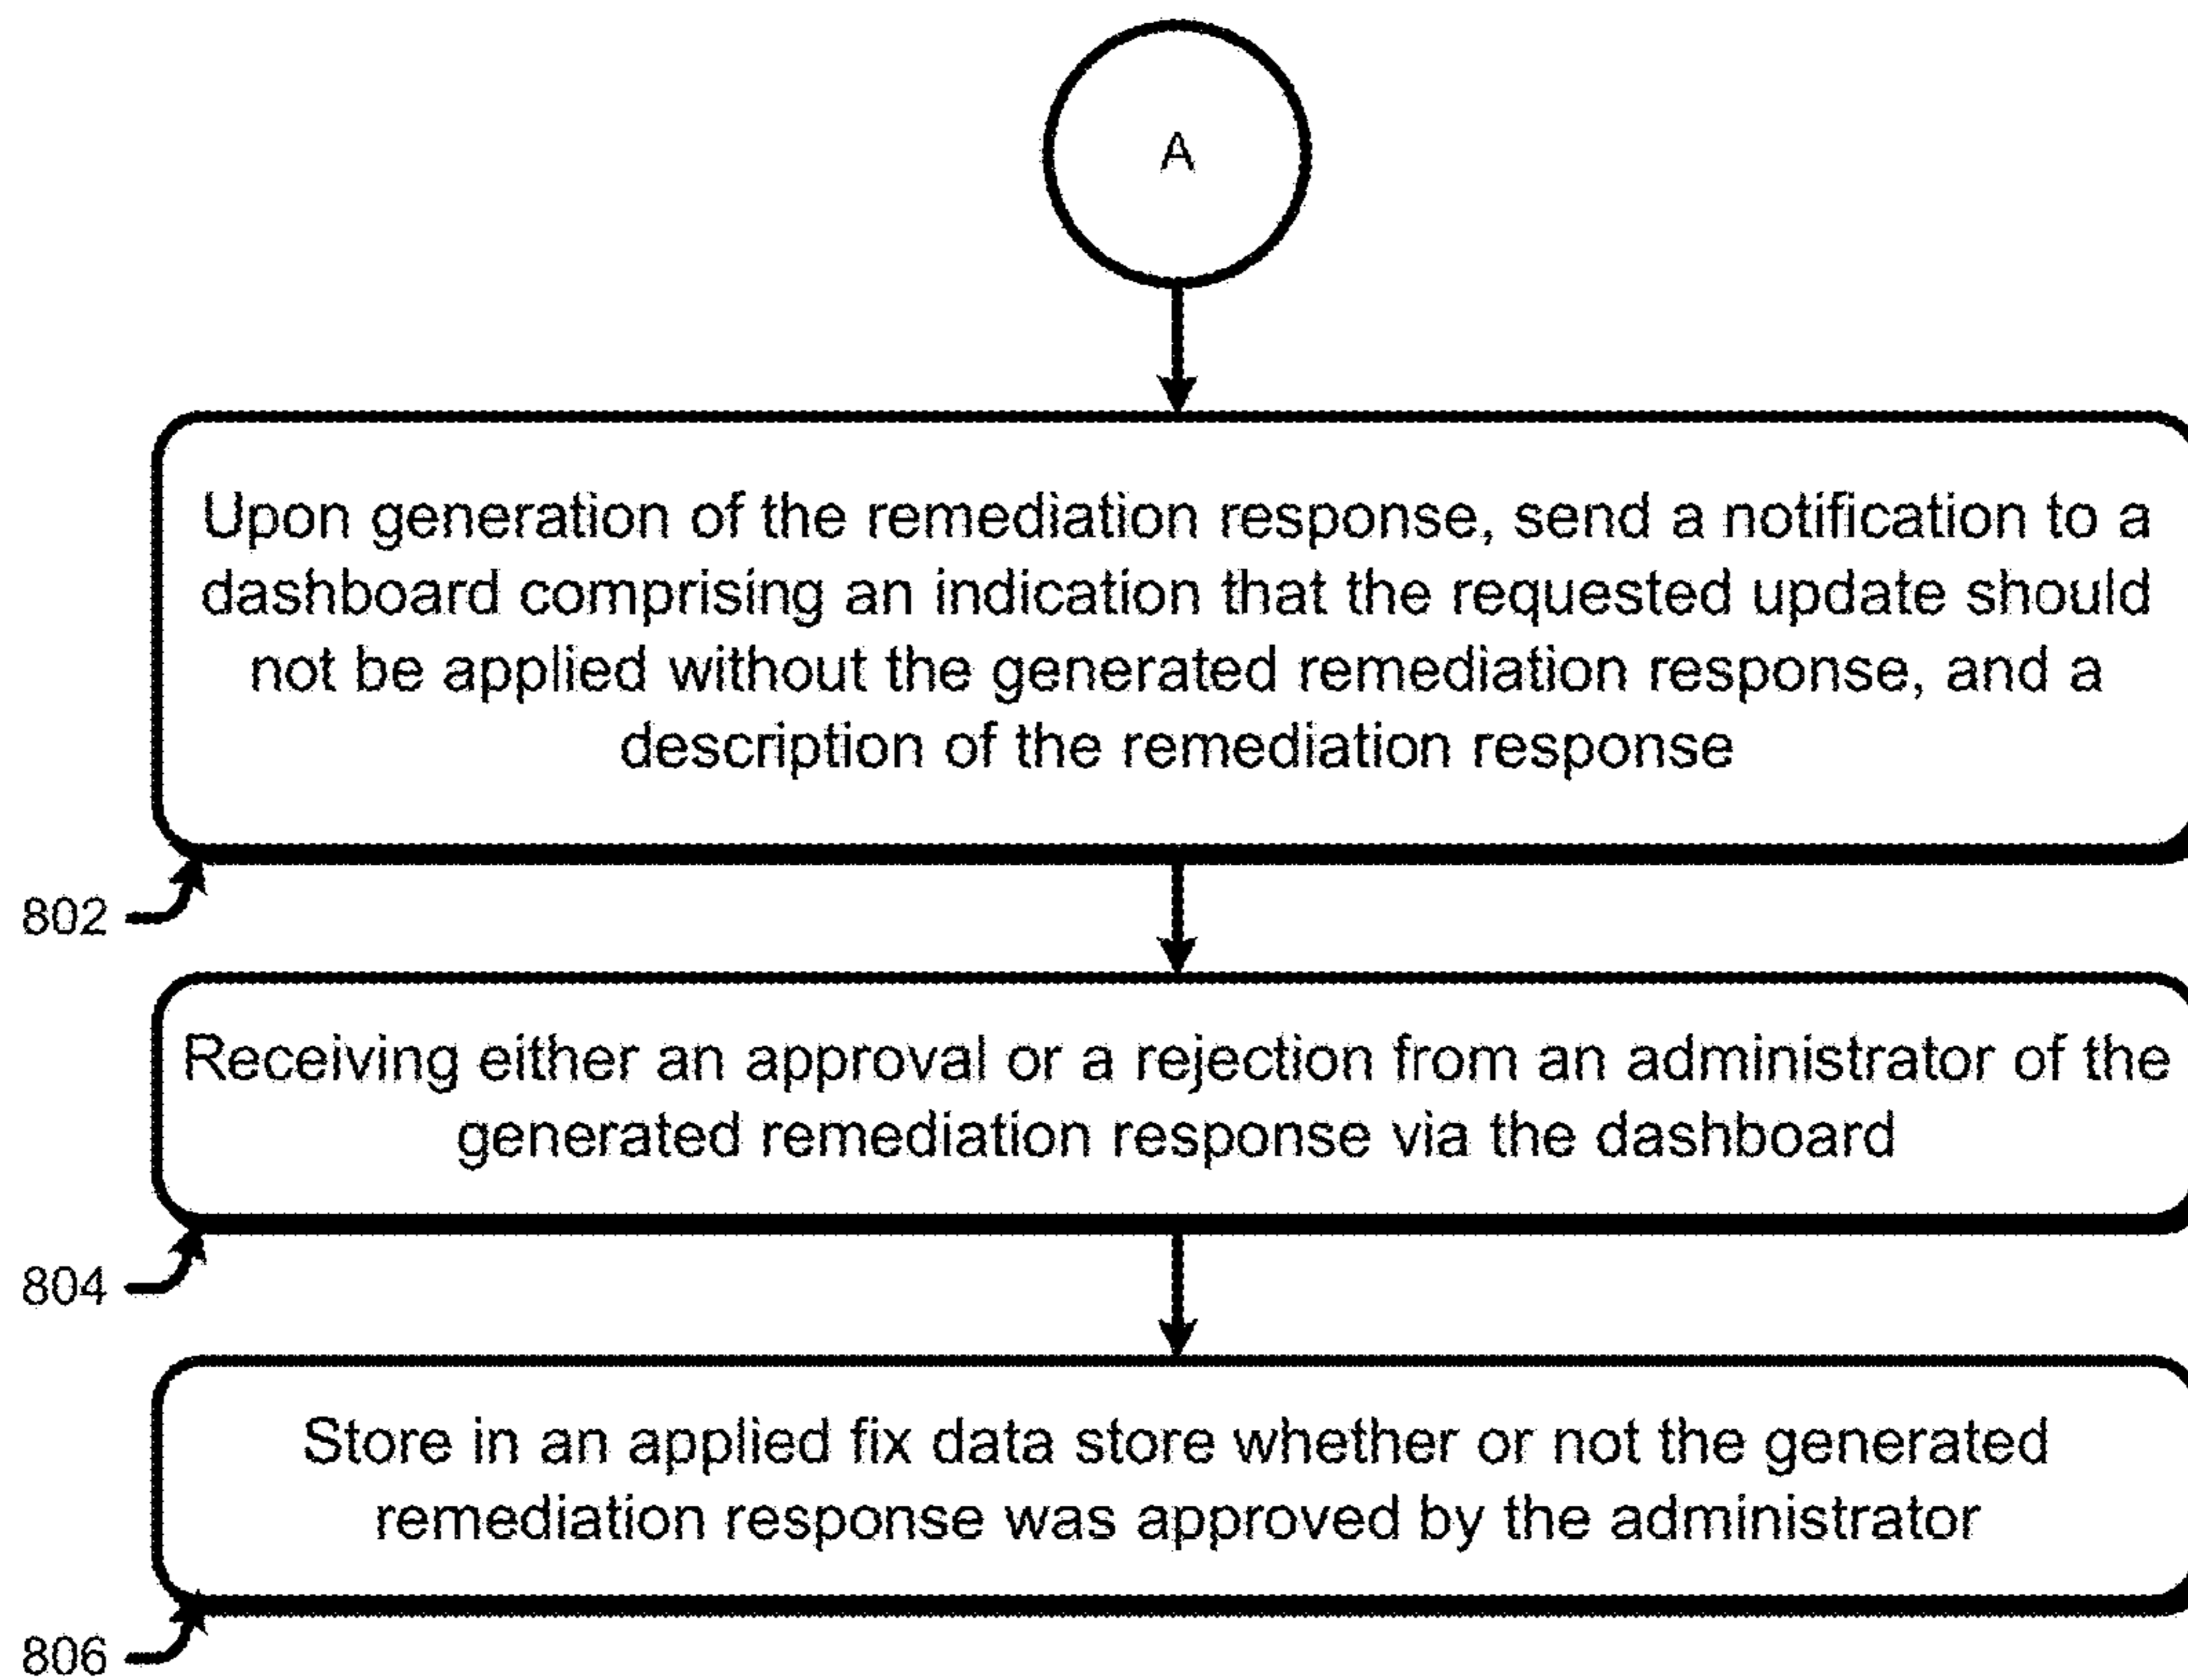 A
Upon generation of the remediation response, send a notification to a
dashboard comprising an indication that the requested update should
not be applied without the generated remediation response, and a
description of the remediation response
802
Receiving either an approval or a rejection from an administrator of the
generated remediation response via the dashboard
804
Store in an applied fix data store whether or not the generated
remediation response was approved by the administrator
806